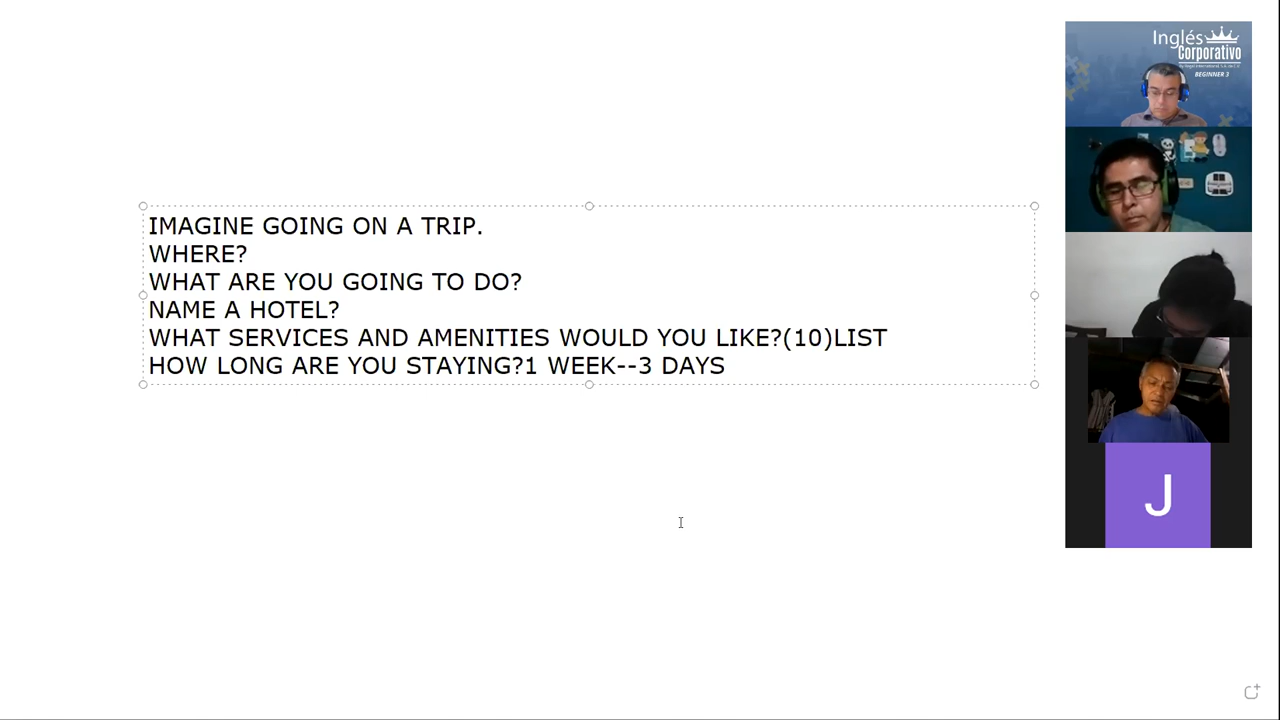 IMAGINE GOING ON A TRIP.
WHERE?
WHAT ARE YOU GOING TO DO?
NAME A HOTEL?
WHAT SERVICES AND AMENITIES WOULD YOU LIKE?(10)LIST
HOW LONG ARE YOU STAYING?1 WEEK--3 DAYS
Inglés
Corporativo
BEGINNER 3
J